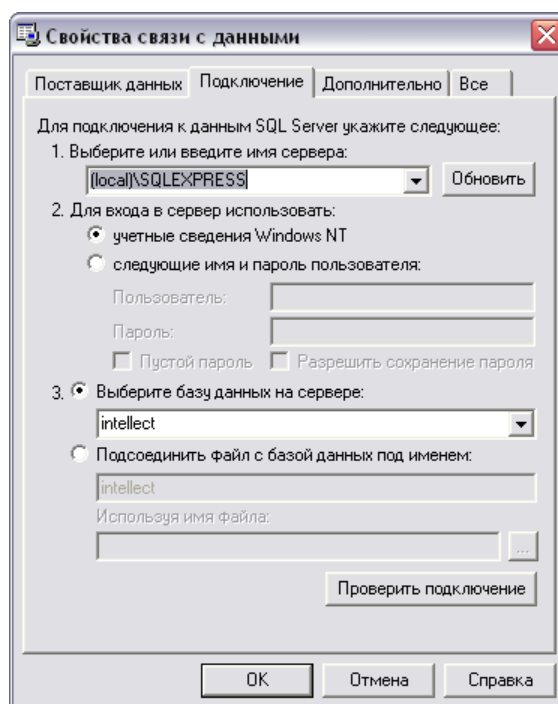 Свойства связи с данными
Поставщик данных Подключение Дополнительно Все
Для подключения к данным SQL Server укажите следующее:
1. Выберите или введите имя сервера:
(local)\SQLEXPRESS Обновить
2. Для входа в сервер использовать:
учетные сведения Windows NT
следующие имя и пароль пользователя:
Пользователь:
Пароль:
Пустой пароль Разрешить сохранение пароля
3. Выберите базу данных на сервере:
intellect
Подсоединить файл с базой данных под именем:
intellect
Используя имя файла:
...
Проверить подключение
OK Отмена Справка